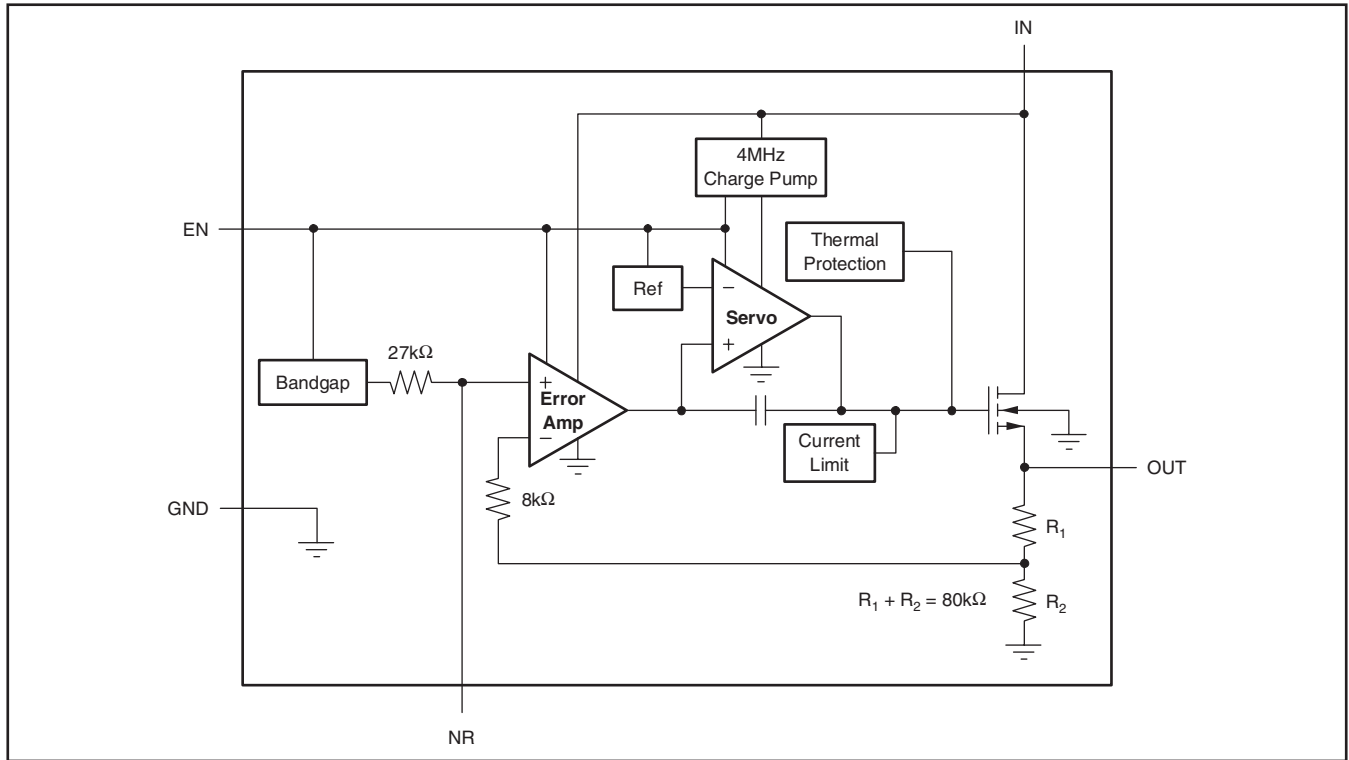 IN
4MHz
Charge Pump
EN
Thermal
Protection
Ref
−
Servo
+
27kΩ
Bandgap
+
Error
Amp
−
Current
Limit
OUT
8kΩ
GND
R1
R1 + R2 = 80kΩ
R2
NR